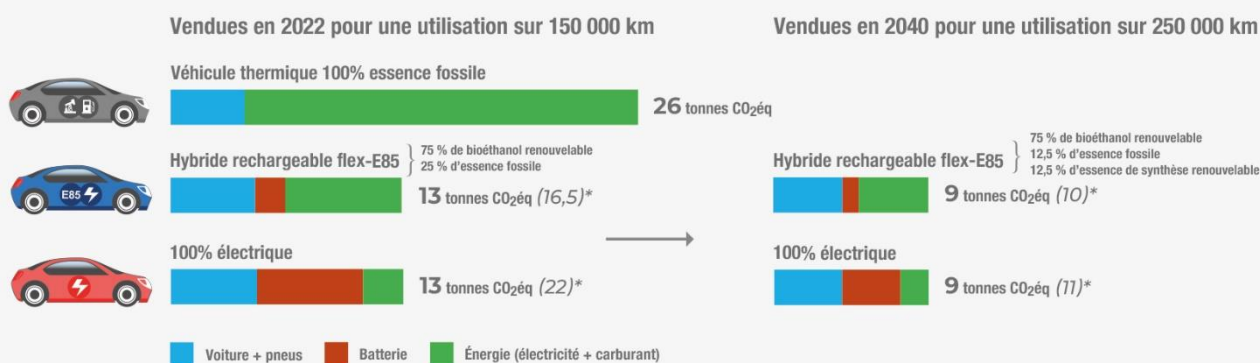 Vendues en 2022 pour une utilisation sur 150 000 km
Véhicule thermique 100% essence fossile
26 tonnes CO₂éq
Hybride rechargeable flex-E85
75 % de bioéthanol renouvelable
25 % d'essence fossile
E85
13 tonnes CO₂éq (16,5)*
100% électrique
13 tonnes CO₂éq (22)*
Vendues en 2040 pour une utilisation sur 250 000 km
Hybride rechargeable flex-E85
75 % de bioéthanol renouvelable
12,5 % d'essence fossile
12,5 % d'essence de synthèse renouvelable
9 tonnes CO₂éq (10)*
100% électrique
9 tonnes CO₂éq (11)*
Voiture + pneus
Batterie
Énergie (électricité + carburant)